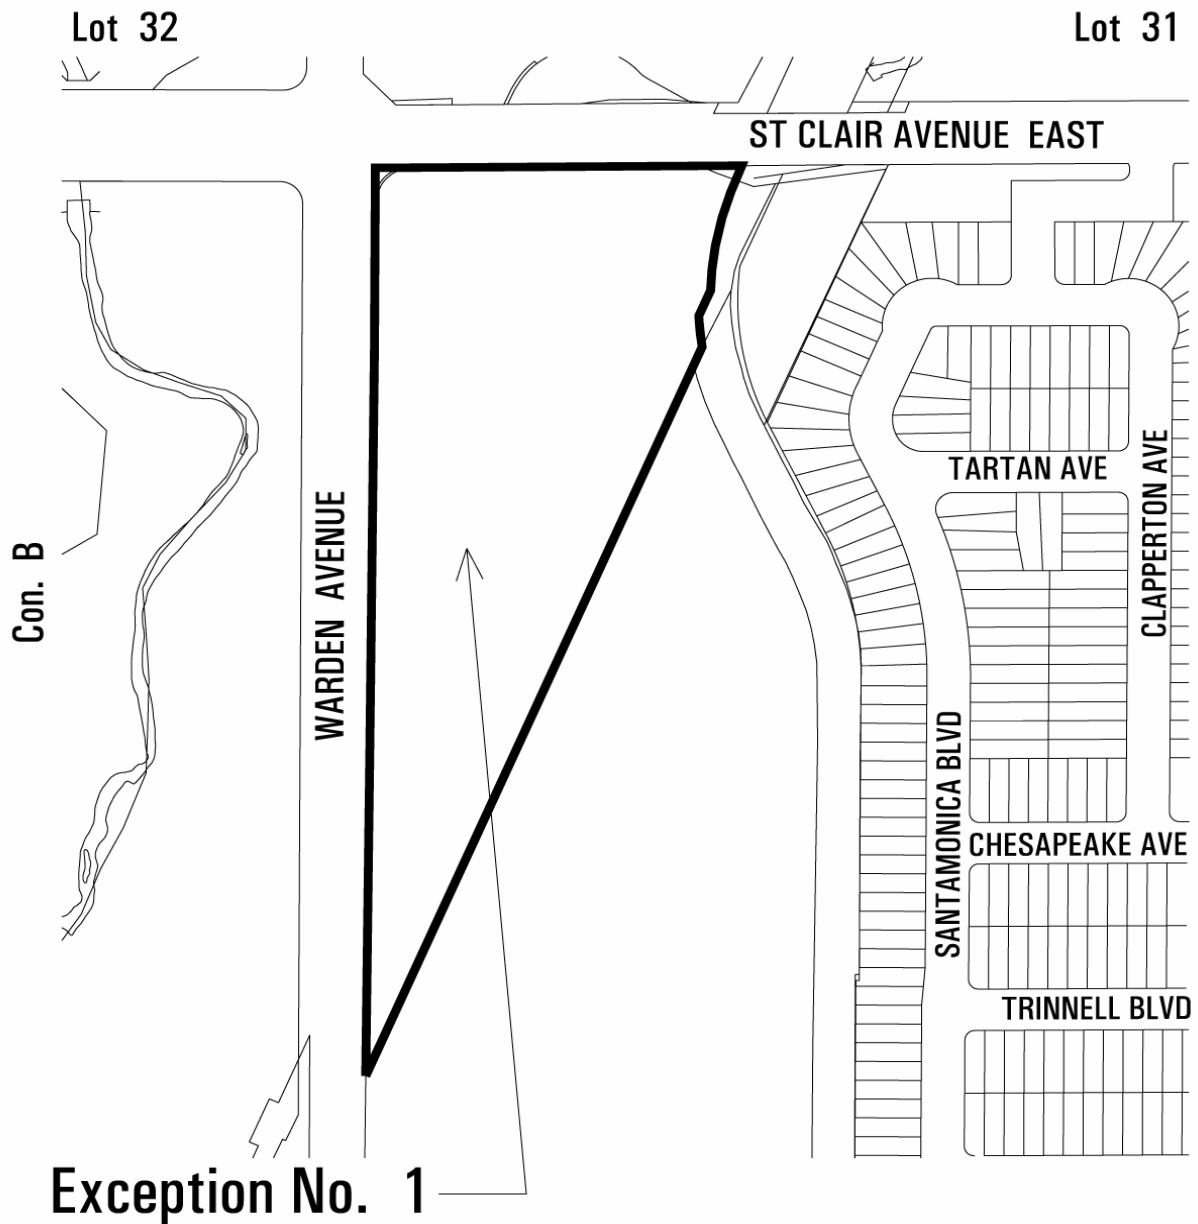 Lot 32
Lot 31
ST CLAIR AVENUE EAST
TARTAN AVE
CLAPPERTON AVE
WARDEN AVENUE
Con. B
SANTAMONICA BLVD
CHESAPEAKE AVE
TRINNELL BLVD
Exception No. 1